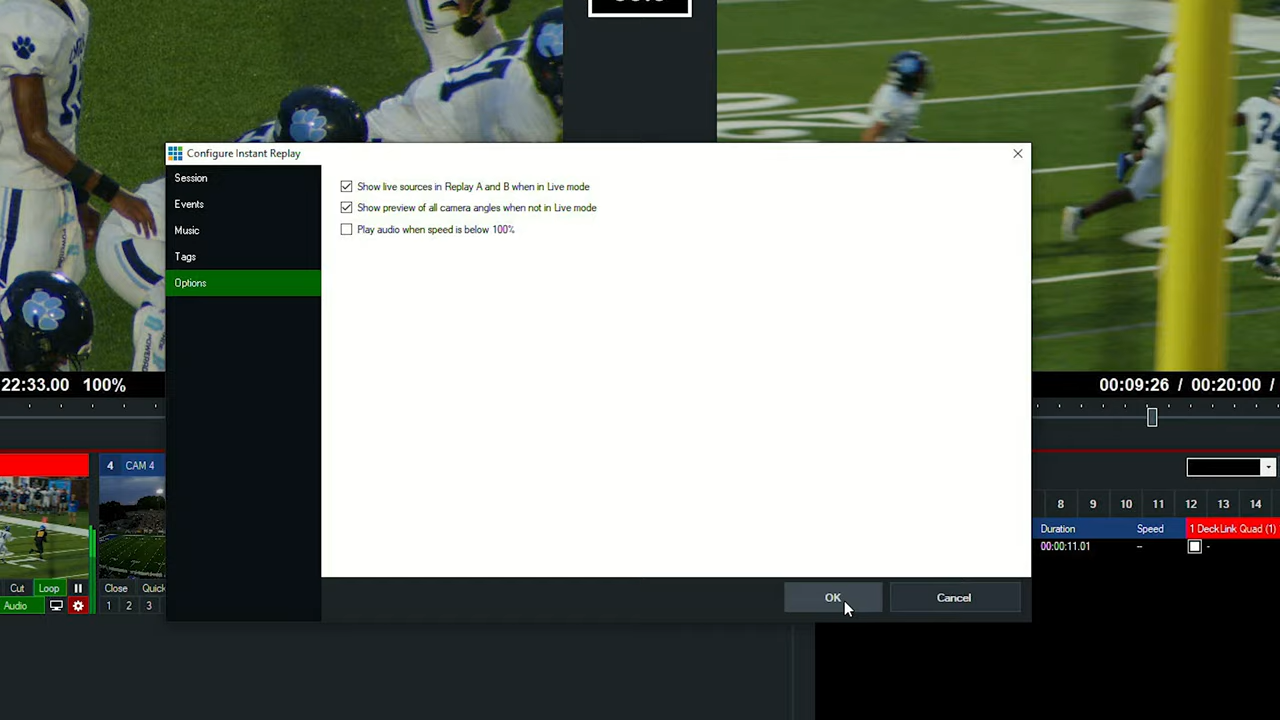 Configure Instant Replay
Session
Events
Music
Tags
Options
Show live sources in Replay A and B when in Live mode
Show preview of all camera angles when not in Live mode
Play audio when speed is below 100%
OK
Cancel
22:33.00 100%
00:09:26 / 00:20:00 /
4 CAM 4
8 9 10 11 12 13 14
Duration Speed 1 DeckLink Quad (1)
00:00:11.01 -- -
Cut Loop Close Quick
Audio 1 2 3